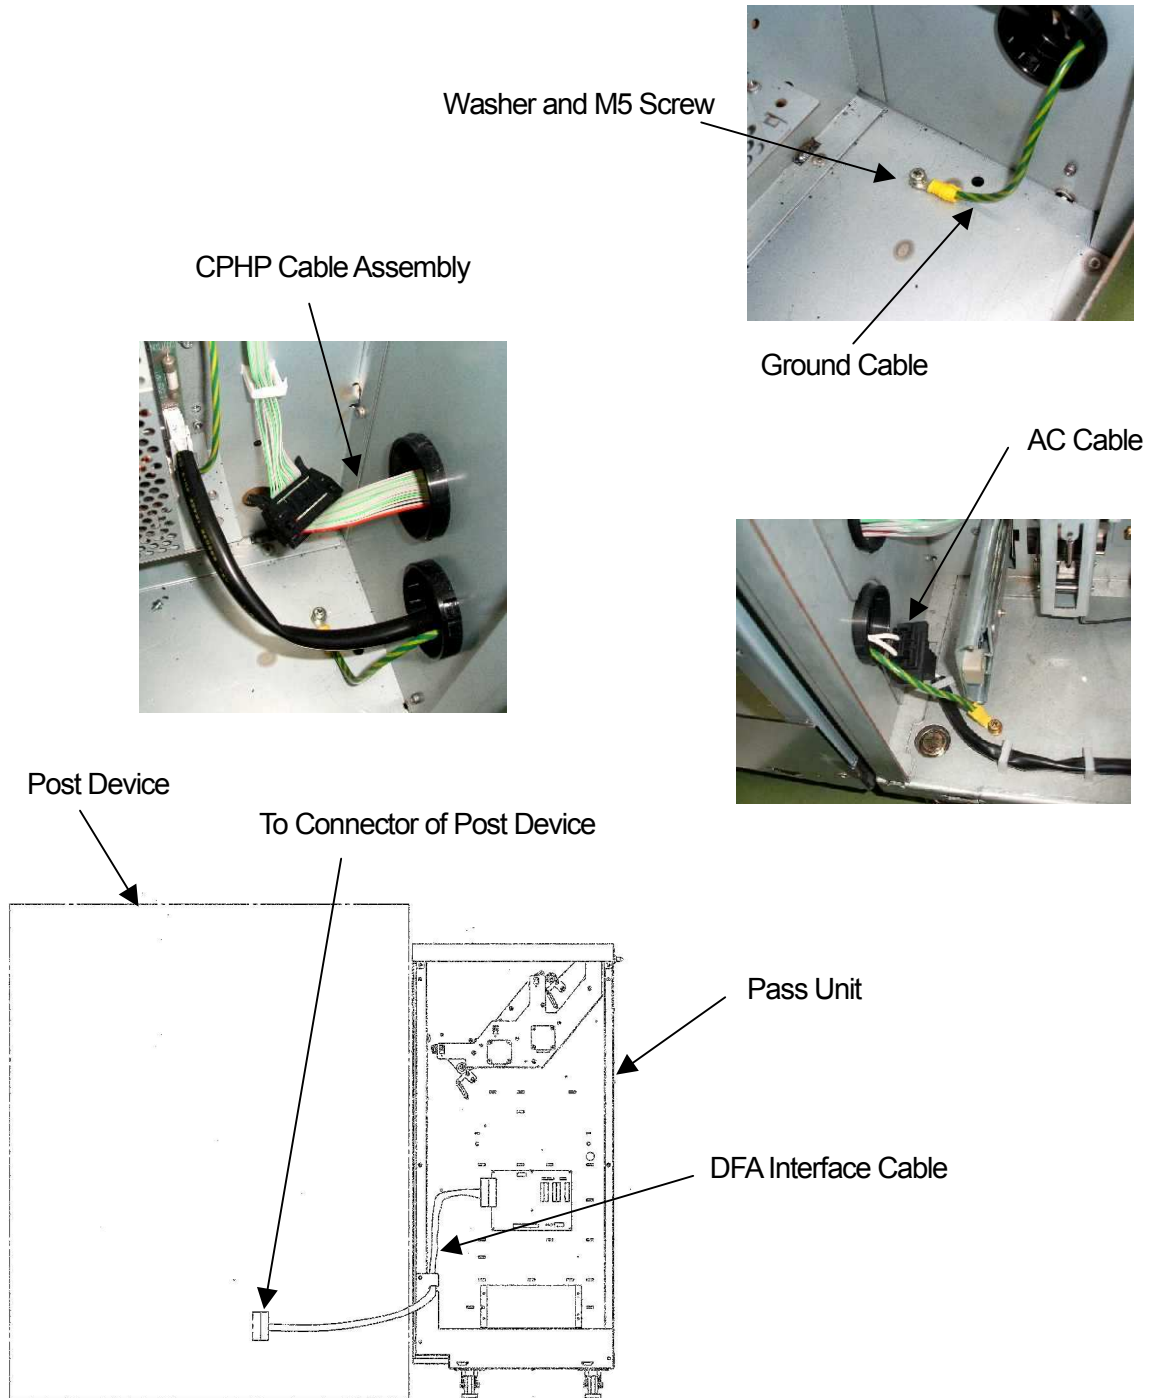 Washer and M5 Screw
CPHP Cable Assembly
Ground Cable
AC Cable
Post Device
To Connector of Post Device
Pass Unit
DFA Interface Cable